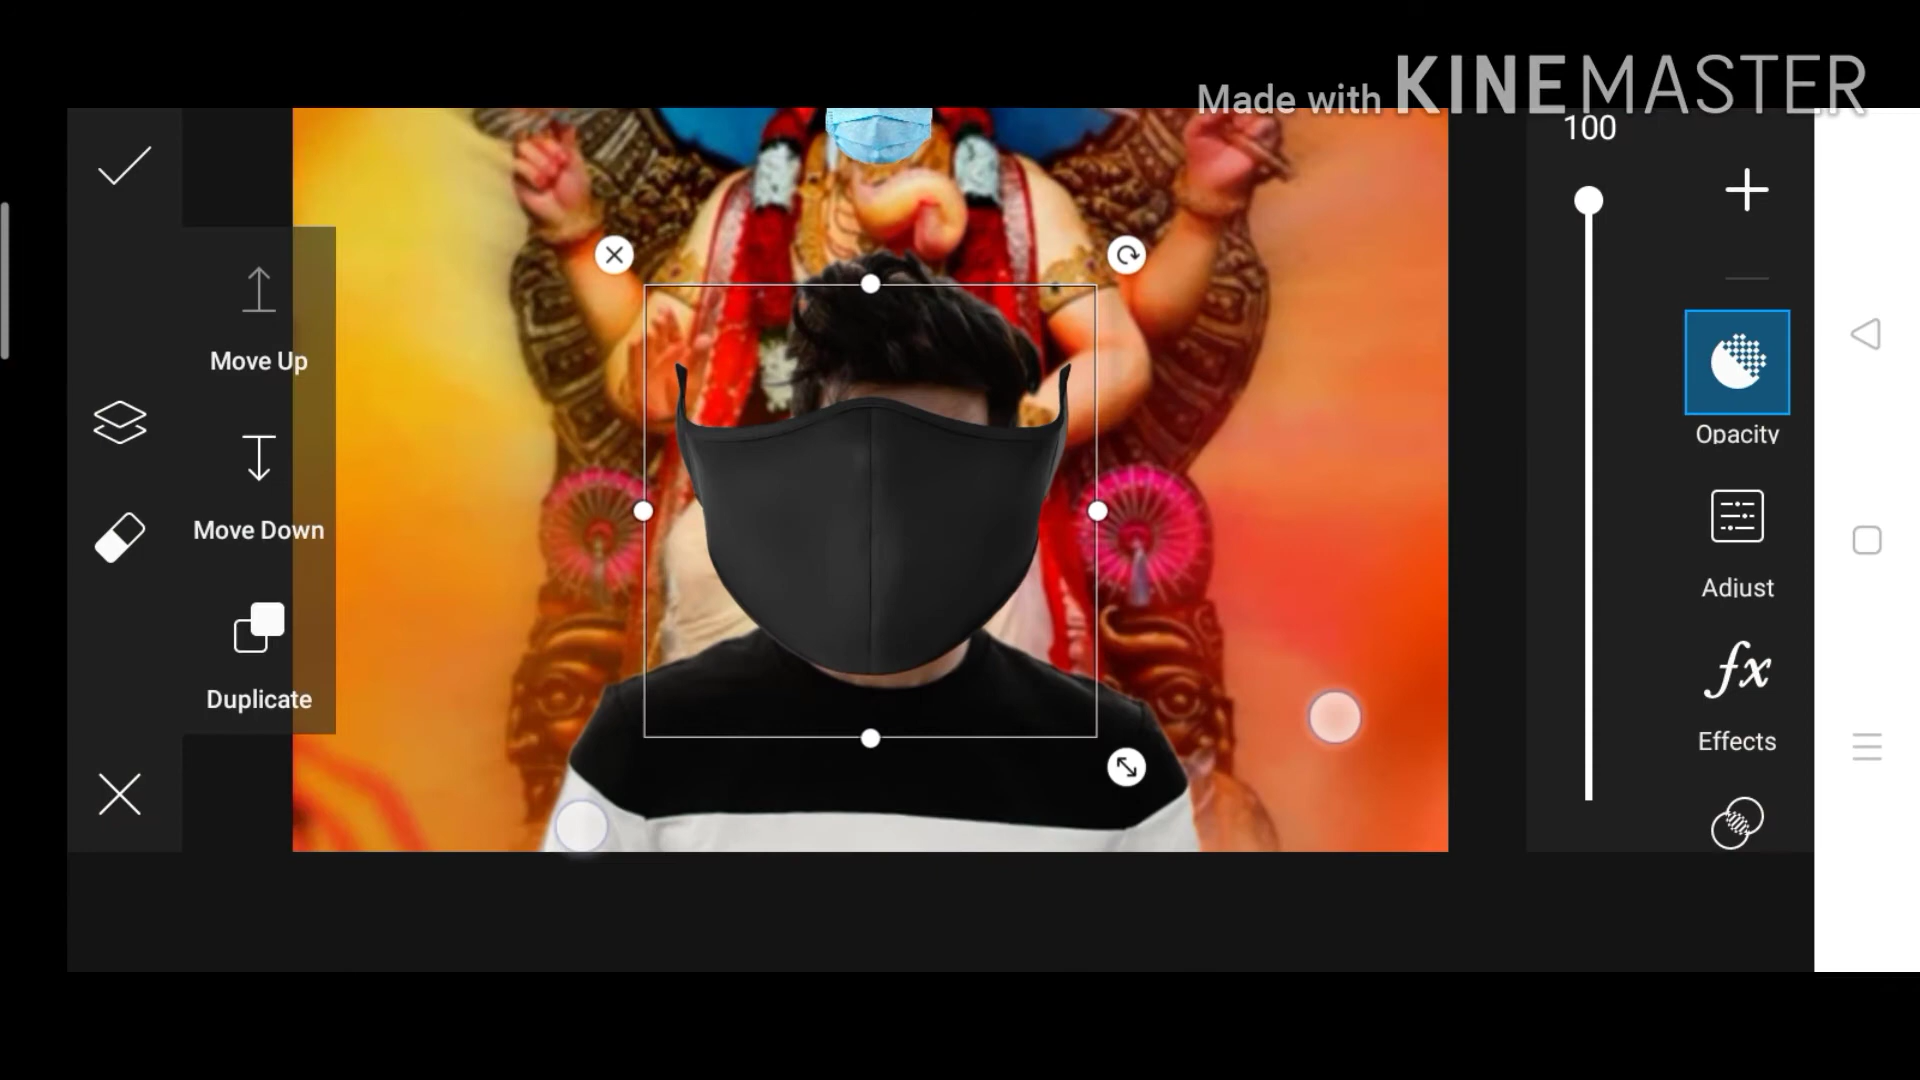 Made with KINEMASTER
100
Move Up
Opacity
Move Down
Adjust
Duplicate
Effects